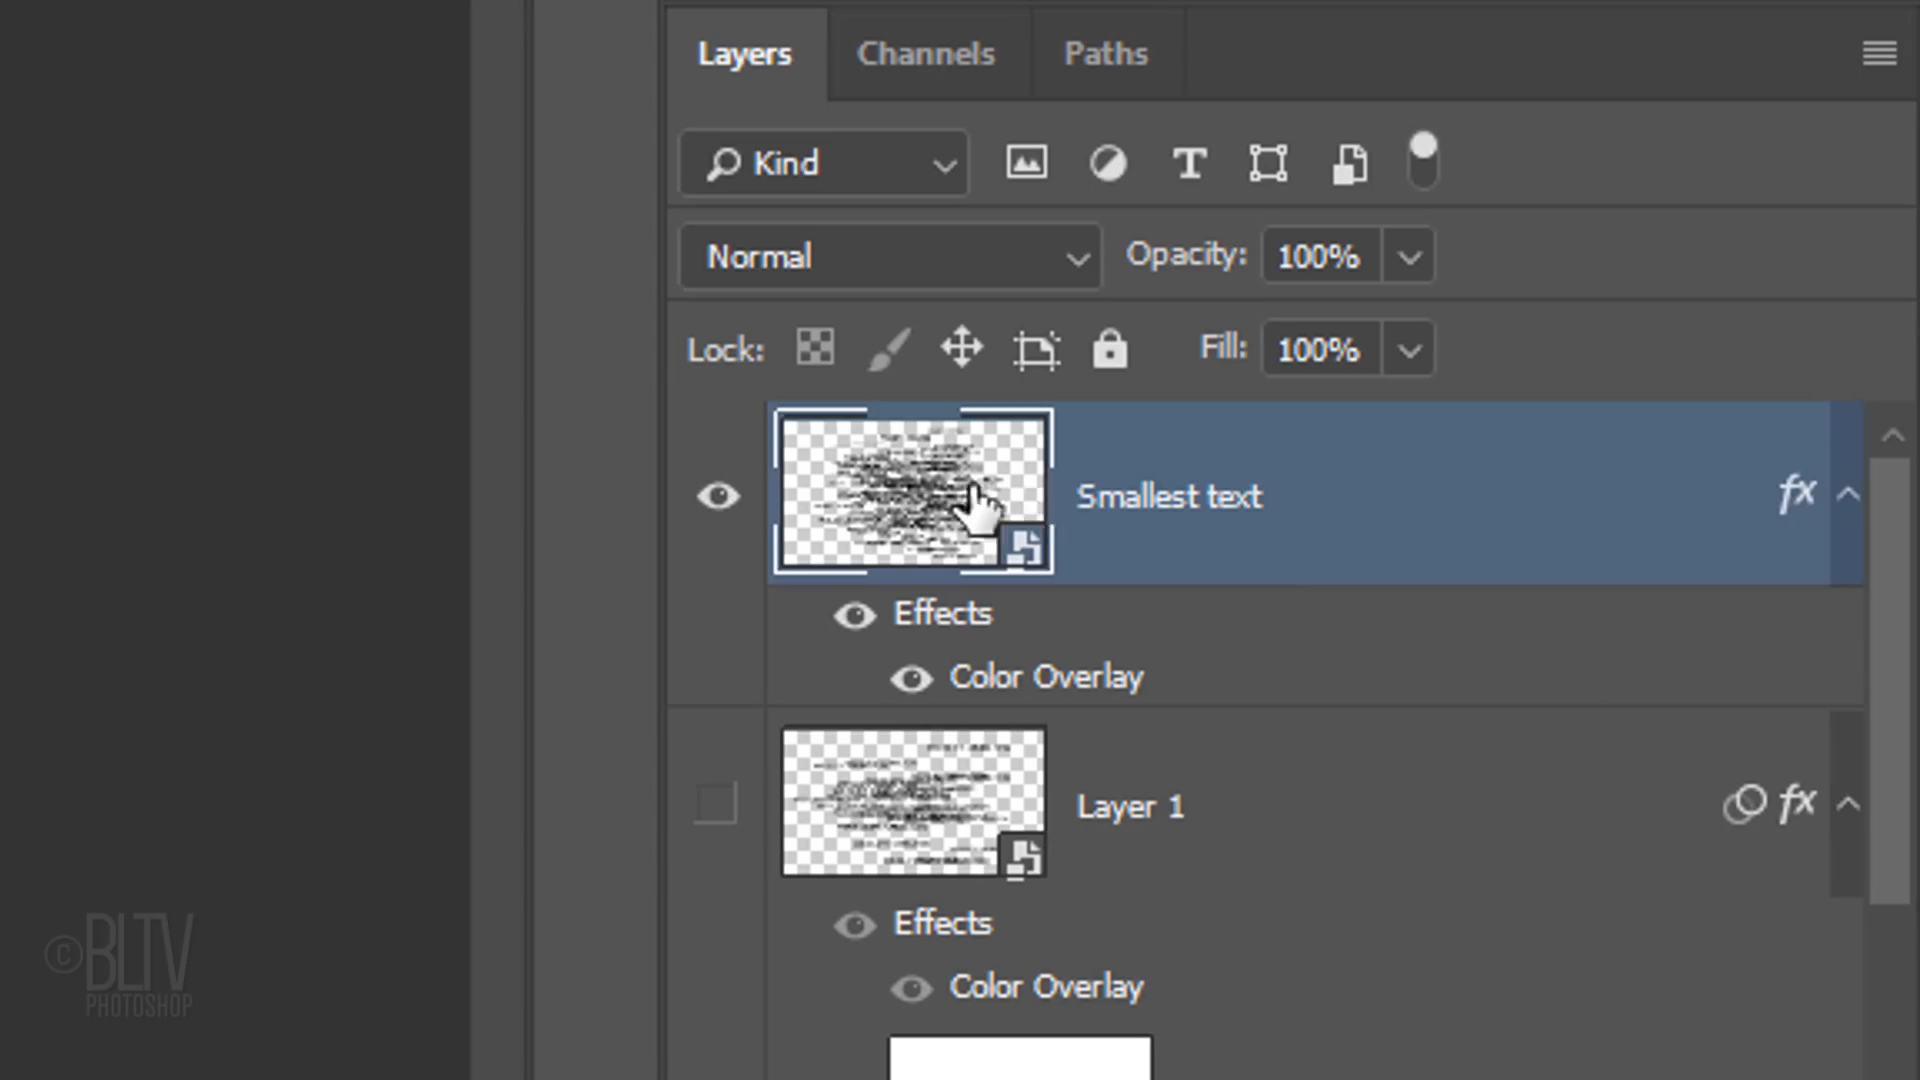 Layers Channels Paths
Kind
Normal Opacity: 100%
Lock: Fill: 100%
Smallest text fx
Effects
Color Overlay
Layer 1 fx
Effects
Color Overlay
© BLTV
PHOTOSHOP